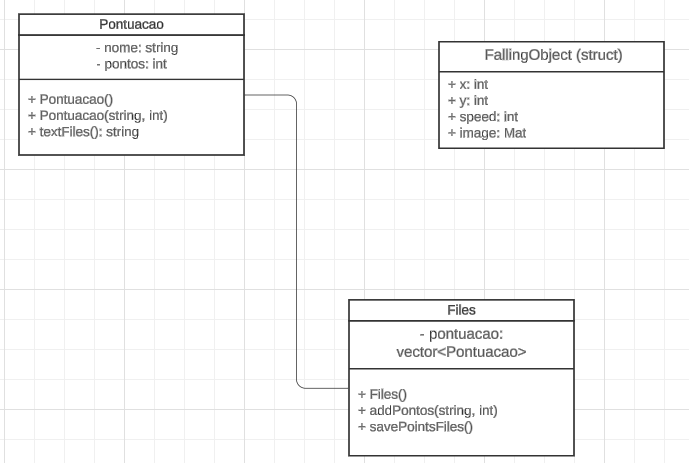 Pontuacao
- nome: string
- pontos: int
+ Pontuacao()
+ Pontuacao(string, int)
+ textFiles(): string
FallingObject (struct)
+ x: int
+ y: int
+ speed: int
+ image: Mat
Files
- pontuacao:
vector<Pontuacao>
+ Files()
+ addPontos(string, int)
+ savePointsFiles()